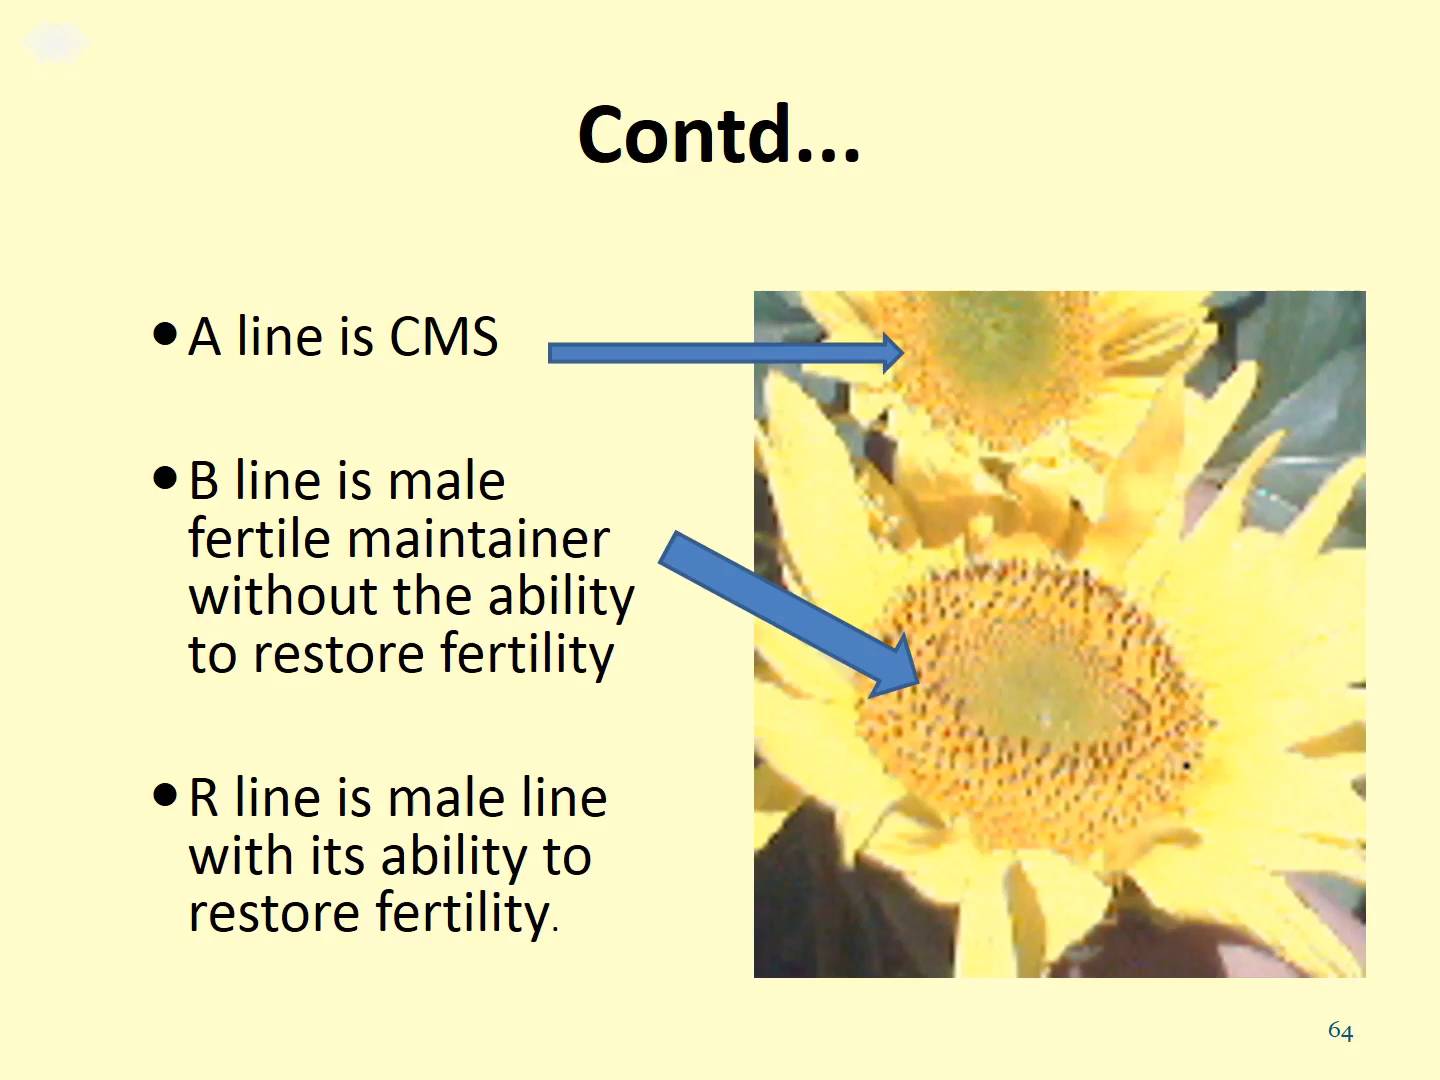 Contd...
● A line is CMS
● B line is male
fertile maintainer
without the ability
to restore fertility
● R line is male line
with its ability to
restore fertility.
64